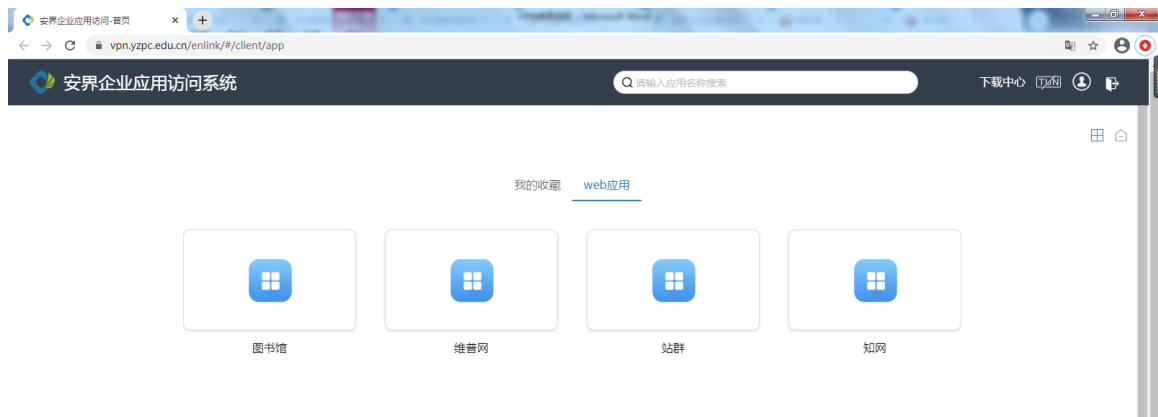 安界企业应用访问-首页
vpn.yzpc.edu.cn/enlink/#/client/app
安界企业应用访问系统
请输入应用名称搜索
下载中心
我的收藏 web应用
图书馆 维普网 站群 知网